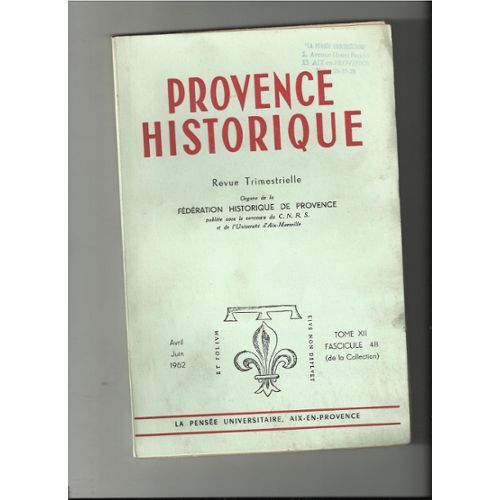 "LA PENSÉE UNIVERSITAIRE"
13 AIX-en-PROVENCE
PROVENCE
HISTORIQUE
Revue Trimestrielle
Organe de la
FÉDÉRATION HISTORIQUE DE PROVENCE
publiée sous le concours du C. N. R. S.
et de l'Université d'Aix-Marseille
Avril
Juin
1962
ET FOLIVM
EIVS NON DEFLVET
TOME XII
FASCICULE 48
(de la Collection)
LA PENSÉE UNIVERSITAIRE, AIX-EN-PROVENCE